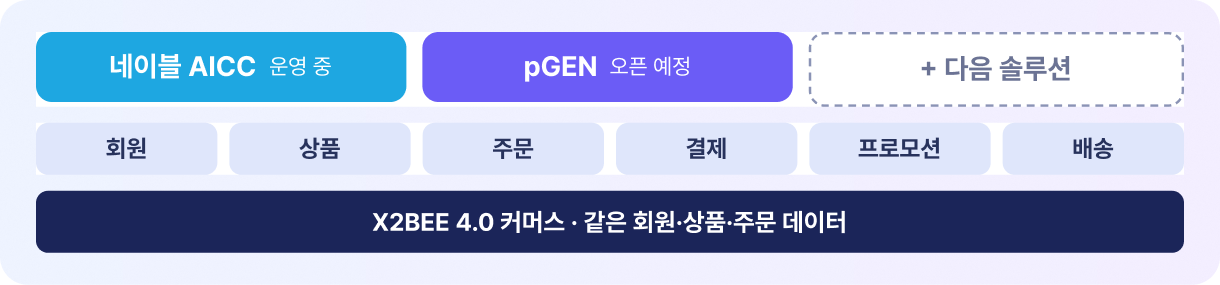 네이블 AICC 운영 중
pGEN 오픈 예정
+ 다음 솔루션
회원
상품
주문
결제
프로모션
배송
X2BEE 4.0 커머스 · 같은 회원·상품·주문 데이터